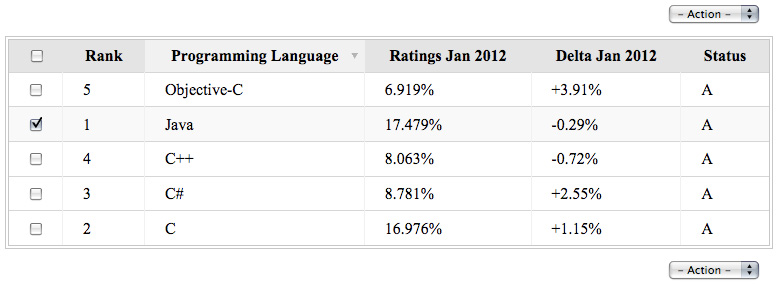 - Action -
Rank Programming Language Ratings Jan 2012 Delta Jan 2012 Status
5 Objective-C 6.919% +3.91% A
1 Java 17.479% -0.29% A
4 C++ 8.063% -0.72% A
3 C# 8.781% +2.55% A
2 C 16.976% +1.15% A
- Action -